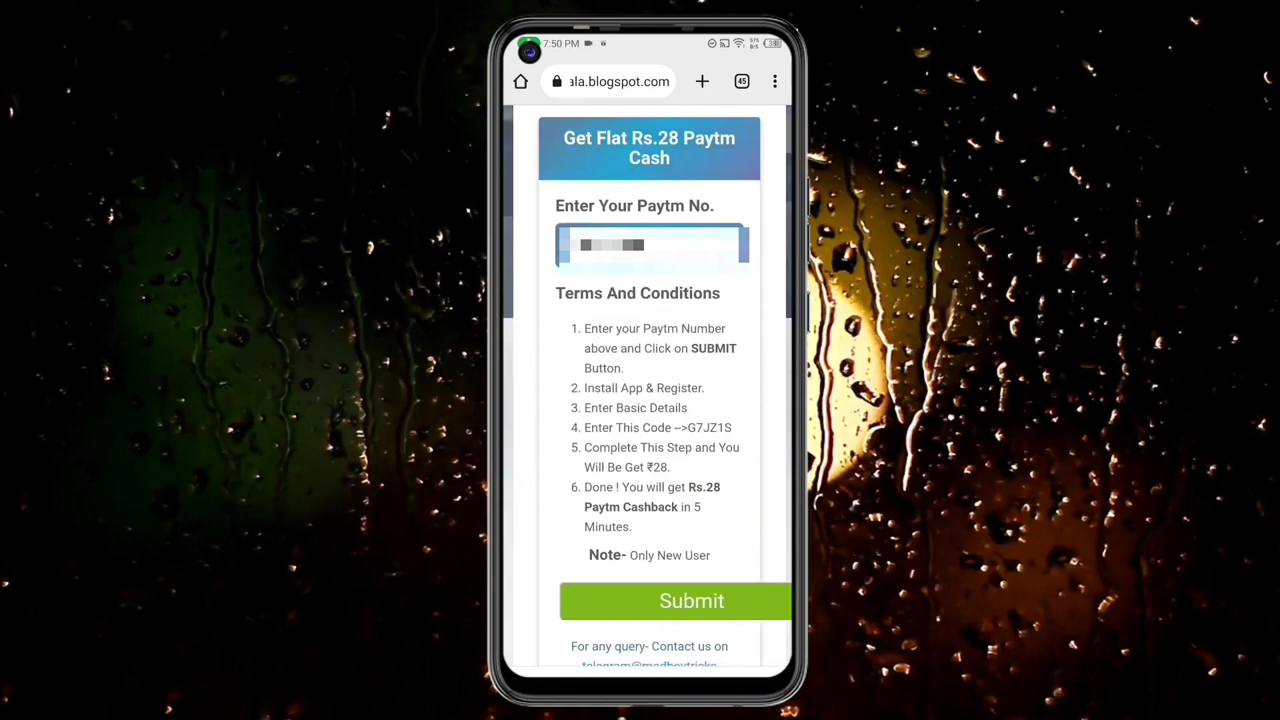 7:50 PM
ala.blogspot.com
45
Get Flat Rs.28 Paytm
Cash
Enter Your Paytm No.
Terms And Conditions
1. Enter your Paytm Number
above and Click on SUBMIT
Button.
2. Install App & Register.
3. Enter Basic Details
4. Enter This Code -->G7JZ1S
5. Complete This Step and You
Will Be Get ₹28.
6. Done ! You will get Rs.28
Paytm Cashback in 5
Minutes.
Note- Only New User
Submit
For any query- Contact us on